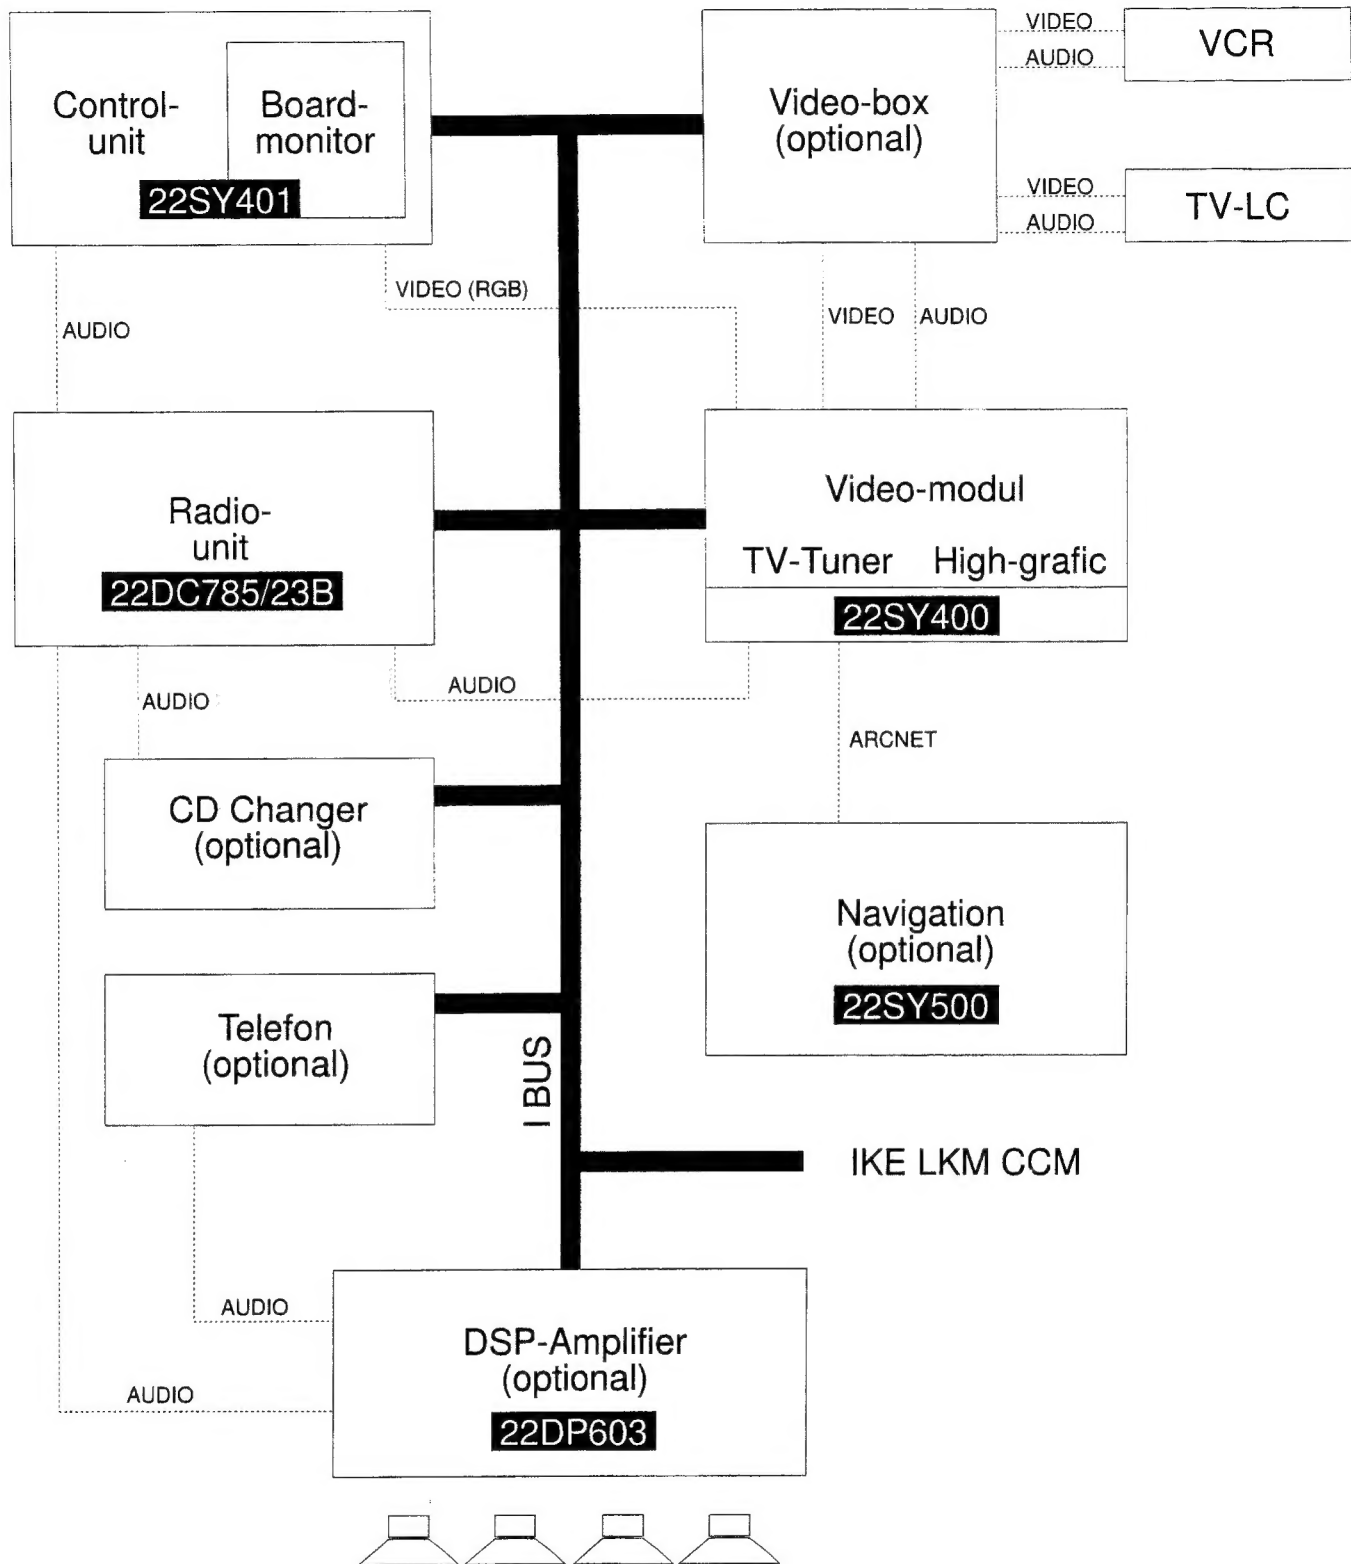 Control-
unit
Board-
monitor
22SY401
Video-box
(optional)
VIDEO
AUDIO
VCR
VIDEO
AUDIO
TV-LC
AUDIO
VIDEO (RGB)
VIDEO
AUDIO
Radio-
unit
22DC785/23B
Video-modul
TV-Tuner
High-grafic
22SY400
AUDIO
AUDIO
ARCNET
CD Changer
(optional)
Navigation
(optional)
22SY500
Telefon
(optional)
I BUS
IKE LKM CCM
AUDIO
AUDIO
DSP-Amplifier
(optional)
22DP603